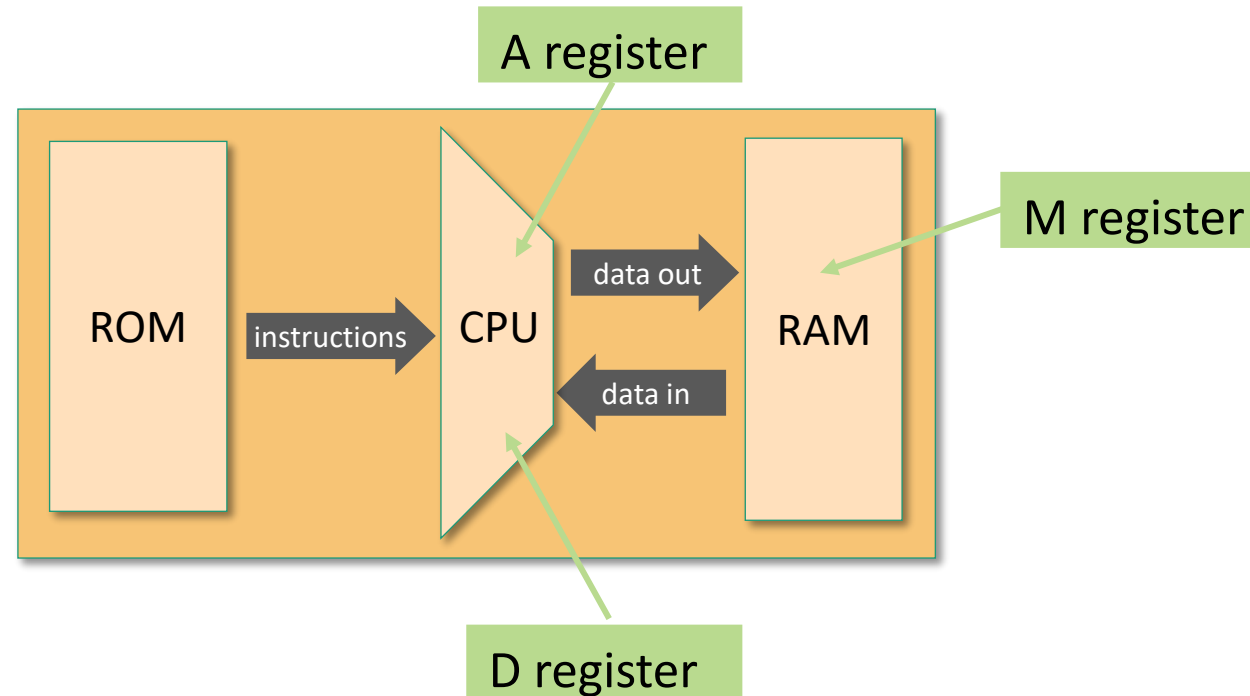 A register
M register
ROM
instructions
CPU
data out
RAM
data in
D register